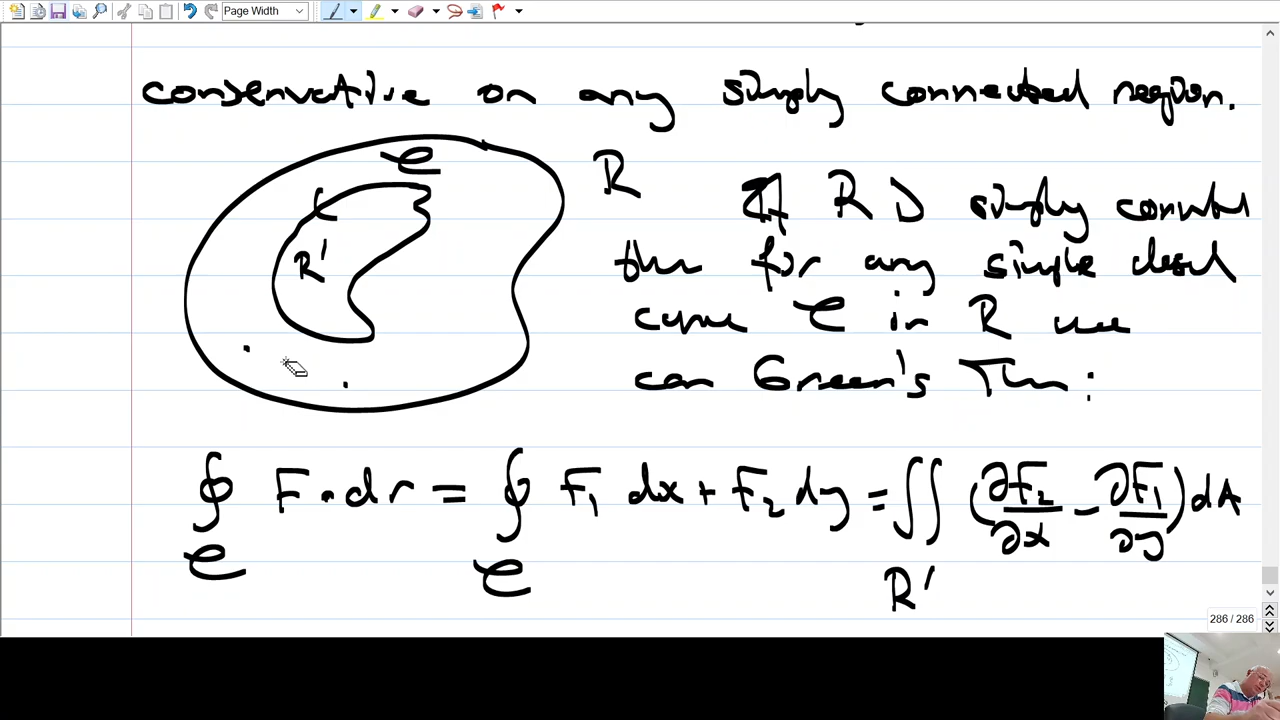 Page Width
conservative on any simply connected region.
C
R
R'
If R is simply connected
then for any simple closed
curve C in R use
can Green's Thm:
∮ F•dr = ∮ F₁ dx + F₂ dy = ∬ (∂F₂/∂x - ∂F₁/∂y) dA
C C R'
286 / 286